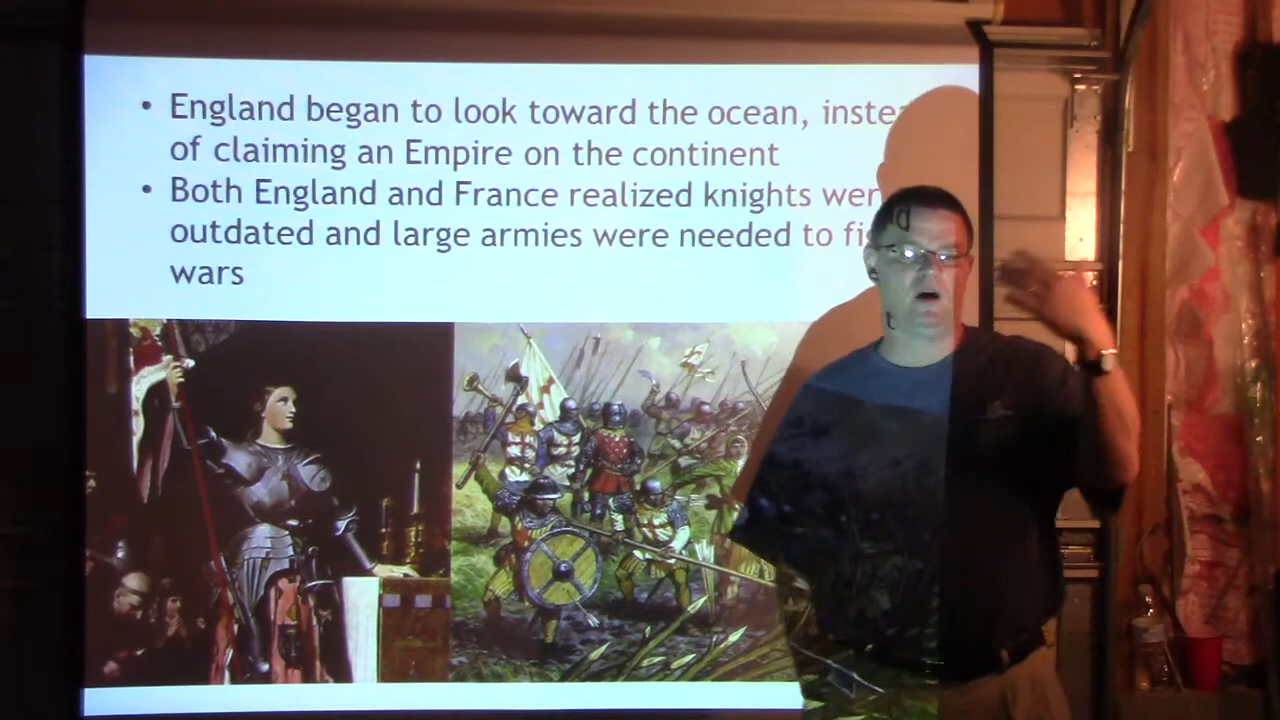 • England began to look toward the ocean,
of claiming an Empire on the continent
• Both England and France realized knights
outdated and large armies were needed to
wars